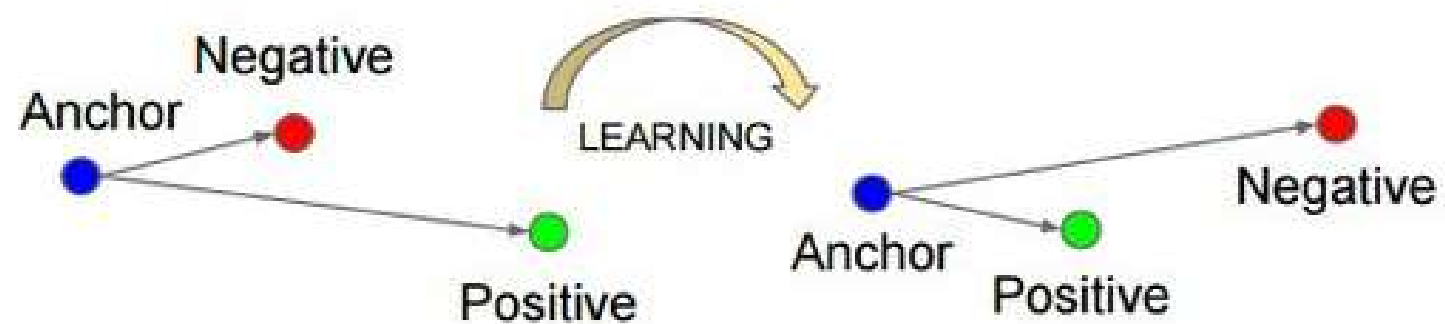 Negative
Anchor
Positive
LEARNING
Negative
Anchor
Positive